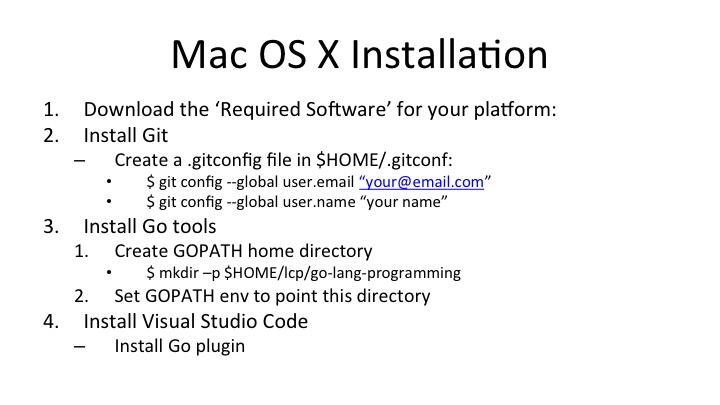 Mac OS X Installation
1. Download the ‘Required Software’ for your platform:
2. Install Git
– Create a .gitconfig file in $HOME/.gitconf:
• $ git config --global user.email “your@email.com”
• $ git config --global user.name “your name”
3. Install Go tools
1. Create GOPATH home directory
• $ mkdir –p $HOME/lcp/go-lang-programming
2. Set GOPATH env to point this directory
4. Install Visual Studio Code
– Install Go plugin